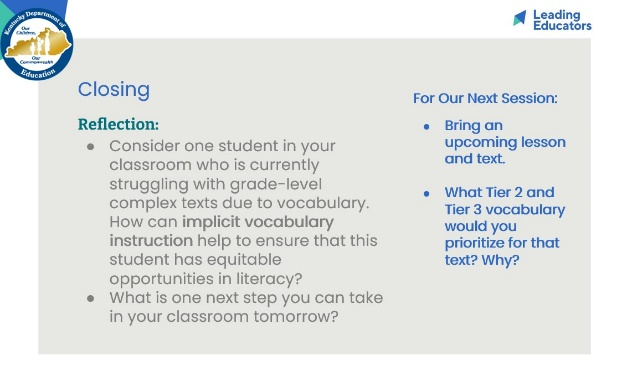 Kentucky Department of
Our Children,
Our Commonwealth
Education
Leading
Educators
Closing
Reflection:
● Consider one student in your
classroom who is currently
struggling with grade-level
complex texts due to vocabulary.
How can implicit vocabulary
instruction help to ensure that this
student has equitable
opportunities in literacy?
● What is one next step you can take
in your classroom tomorrow?
For Our Next Session:
● Bring an
upcoming lesson
and text.
● What Tier 2 and
Tier 3 vocabulary
would you
prioritize for that
text? Why?